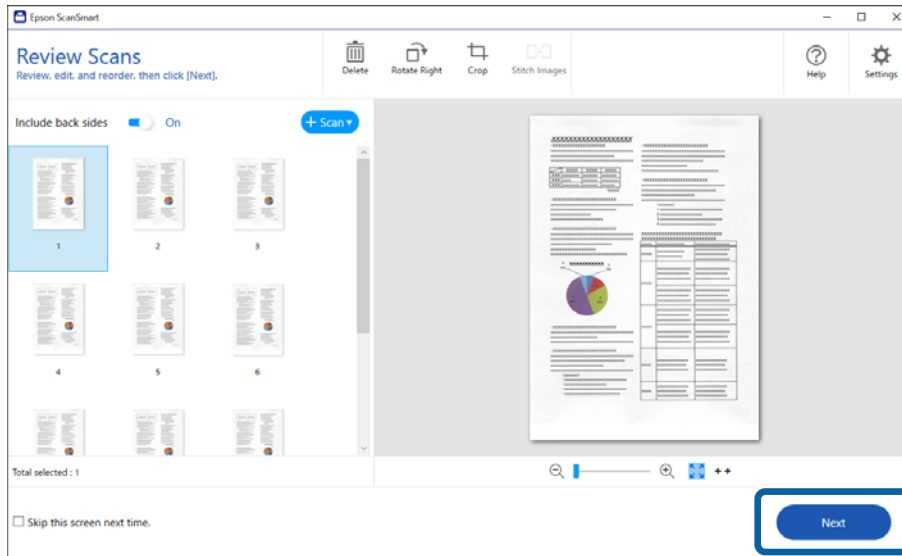 Epson ScanSmart
Review Scans
Review, edit, and reorder, then click [Next].
Delete
Rotate Right
Crop
Stitch Images
Help
Settings
Include back sides
On
+ Scan
1
2
3
4
5
6
Total selected : 1
Skip this screen next time.
Next